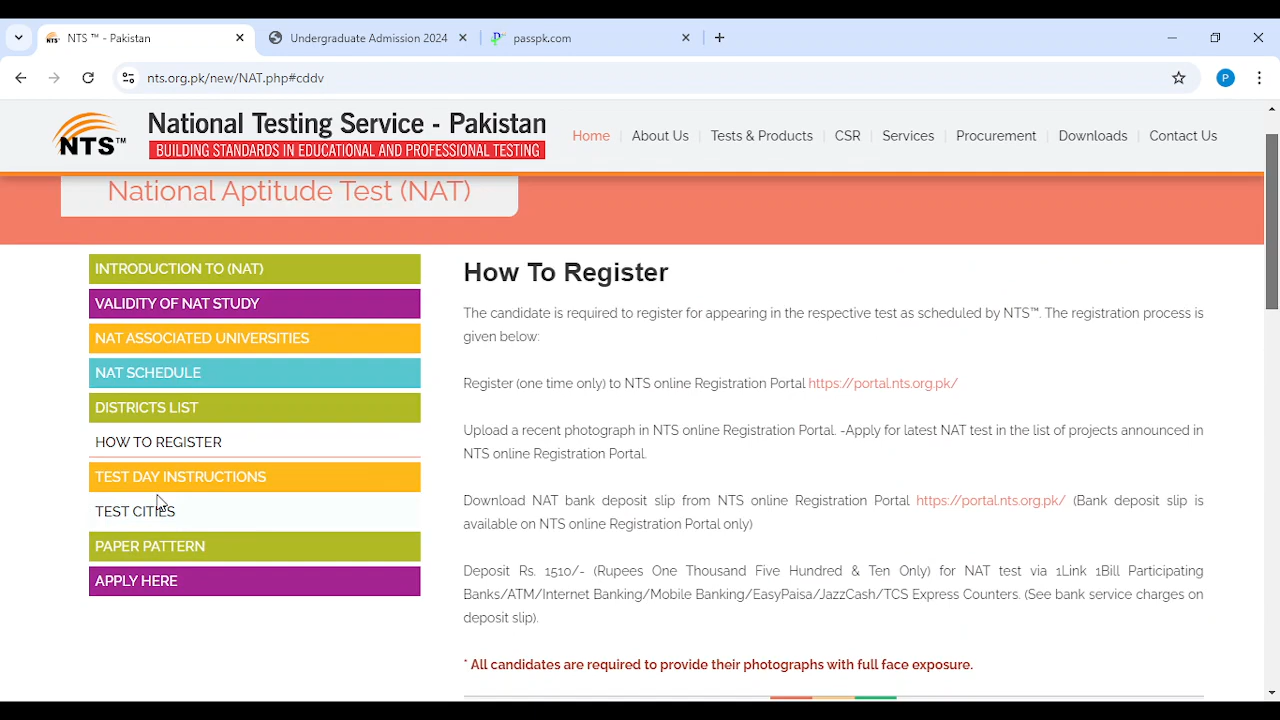 NTS ™ - Pakistan
Undergraduate Admission 2024
passpk.com
nts.org.pk/new/NAT.php#cddv
P
NTS™
National Testing Service - Pakistan
BUILDING STANDARDS IN EDUCATIONAL AND PROFESSIONAL TESTING
Home About Us Tests & Products CSR Services Procurement Downloads Contact Us
National Aptitude Test (NAT)
INTRODUCTION TO (NAT)
VALIDITY OF NAT STUDY
NAT ASSOCIATED UNIVERSITIES
NAT SCHEDULE
DISTRICTS LIST
HOW TO REGISTER
TEST DAY INSTRUCTIONS
TEST CITIES
PAPER PATTERN
APPLY HERE
How To Register
The candidate is required to register for appearing in the respective test as scheduled by NTS™. The registration process is
given below:
Register (one time only) to NTS online Registration Portal https://portal.nts.org.pk/
Upload a recent photograph in NTS online Registration Portal. -Apply for latest NAT test in the list of projects announced in
NTS online Registration Portal.
Download NAT bank deposit slip from NTS online Registration Portal https://portal.nts.org.pk/ (Bank deposit slip is
available on NTS online Registration Portal only)
Deposit Rs. 1510/- (Rupees One Thousand Five Hundred & Ten Only) for NAT test via 1Link 1Bill Participating
Banks/ATM/Internet Banking/Mobile Banking/EasyPaisa/JazzCash/TCS Express Counters. (See bank service charges on
deposit slip).
* All candidates are required to provide their photographs with full face exposure.